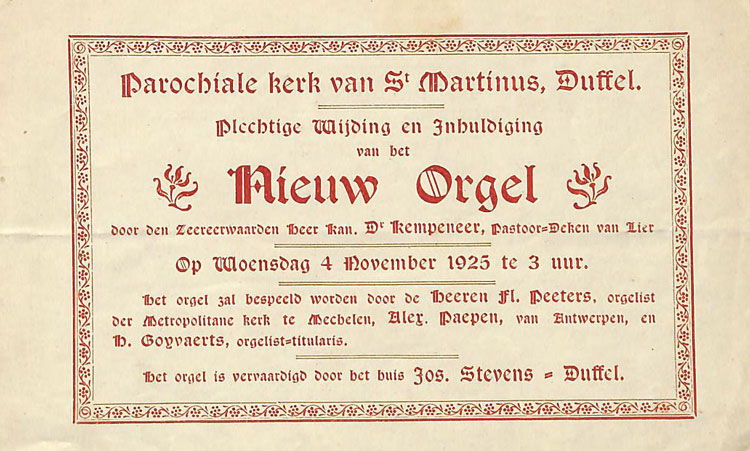 Parochiale kerk van St Martinus, Duffel.
Plechtige Wijding en Inhuldiging
van het
Nieuw Orgel
door den Zeereerwaarden Heer Kan. Dr Kempeneer, Pastoor=Deken van Lier
Op Woensdag 4 November 1925 te 3 uur.
Het orgel zal bespeeld worden door de Heeren Fl. Peeters, orgelist
der Metropolitane kerk te Mechelen, Alex. Paepen, van Antwerpen, en
H. Goyvaerts, orgelist=titularis.
Het orgel is vervaardigd door het huis Jos. Stevens = Duffel.